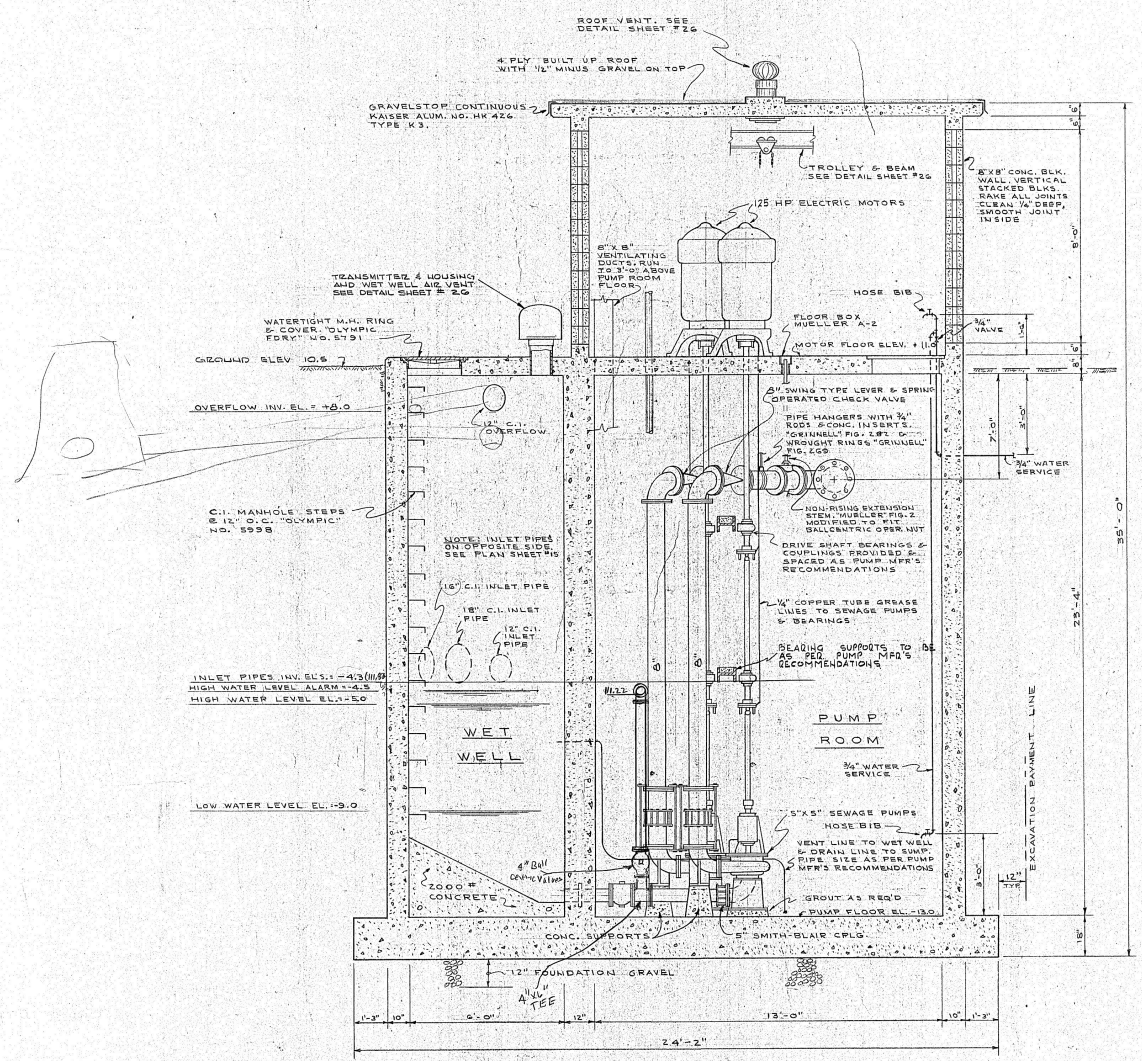 ROOF VENT. SEE
DETAIL SHEET #26
4 PLY BUILT UP ROOF
WITH 1/2" MINUS GRAVEL ON TOP
GRAVELSTOP CONTINUOUS
KAISER ALUM. NO. HK 426
TYPE K3.
6"
6"
TROLLEY & BEAM
SEE DETAIL SHEET #26
8"X8" CONC. BLK.
WALL. VERTICAL
STACKED BLKS.
RAKE ALL JOINTS
CLEAN 1/4" DEEP,
SMOOTH JOINT
INSIDE
8'-0"
125 HP ELECTRIC MOTORS
8" X 8"
VENTILATING
DUCTS. RUN
TO 3'-0" ABOVE
PUMP ROOM
FLOOR
TRANSMITTER & HOUSING
AND WET WELL AIR VENT
SEE DETAIL SHEET # 26
HOSE BIB
3/4"
VALVE
1'-6"
WATERTIGHT M.H. RING
& COVER. "OLYMPIC
FDRY" NO. 5791
FLOOR BOX
MUELLER A-2
MOTOR FLOOR ELEV. + 11.0
6"
8"
GROUND ELEV 10.5
OVERFLOW INV. EL. = +8.0
12" C.I.
OVERFLOW
8" SWING TYPE LEVER & SPRING
OPERATED CHECK VALVE
PIPE HANGERS WITH 3/4"
RODS & CONC. INSERTS.
"GRINNELL" FIG. 282 &
WROUGHT RINGS "GRINNELL"
FIG. 269
7'-0"
3'-0"
3/4" WATER
SERVICE
C.I. MANHOLE STEPS
@ 12" O.C. "OLYMPIC"
NO. 5998
NON-RISING EXTENSION
STEM. "MUELLER" FIG. 2
MODIFIED TO FIT
BALLCENTRIC OPER. NUT
NOTE: INLET PIPES
ON OPPOSITE SIDE.
SEE PLAN SHEET #15
DRIVE SHAFT BEARINGS &
COUPLINGS PROVIDED &
SPACED AS PUMP MFR'S
RECOMMENDATIONS
35'-0"
16" C.I. INLET PIPE
18" C.I. INLET
PIPE
12" C.I.
INLET
PIPE
1/4" COPPER TUBE GREASE
LINES TO SEWAGE PUMPS
& BEARINGS
23'-4"
BEARING SUPPORTS TO BE
AS PER PUMP MFR'S
RECOMMENDATIONS
8"
8"
INLET PIPES INV. ELS. = -4.3
HIGH WATER LEVEL ALARM = -4.5
HIGH WATER LEVEL EL. = -5.0
111.22
WET
WELL
PUMP
ROOM
3/4" WATER
SERVICE
EXCAVATION PAYMENT LINE
LOW WATER LEVEL EL. = -9.0
5"X5" SEWAGE PUMPS
HOSE BIB
VENT LINE TO WET WELL
& DRAIN LINE TO SUMP.
PIPE SIZE AS PER PUMP
MFR'S RECOMMENDATIONS
3'-0"
12"
TYP.
4" Ball
Valves
2000 #
CONCRETE
GROUT AS REQ'D
PUMP FLOOR EL. -13.0
CONC. SUPPORTS
5" SMITH-BLAIR CPLG.
18"
12" FOUNDATION GRAVEL
TEE
1'-3"
10"
6'-0"
12"
13'-0"
10"
1'-3"
24'-2"